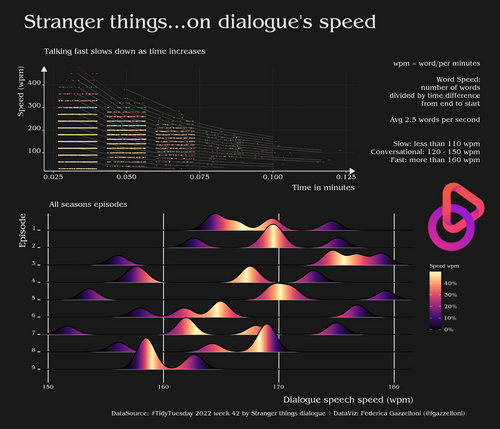 Stranger things...on dialogue's speed
Talking fast slows down as time increases
wpm = word/per minutes
Word Speed:
number of words
divided by time difference
from end to start
Avg 2.5 words per second
Slow: less than 110 wpm
Conversational: 120 - 150 wpm
Fast: more than 160 wpm
Speed (wpm)
400
300
200
100
0.025 0.050 0.075 0.100 0.125
Time in minutes
All seasons episodes
Episode
1
2
3
4
5
6
7
8
9
150 160 170 180
Dialogue speech speed (wpm)
Speed wpm
40%
30%
20%
10%
0%
DataSource: #TidyTuesday 2022 week 42 by Stranger things dialogue | DataViz: Federica Gazzelloni (@fgazzelloni)